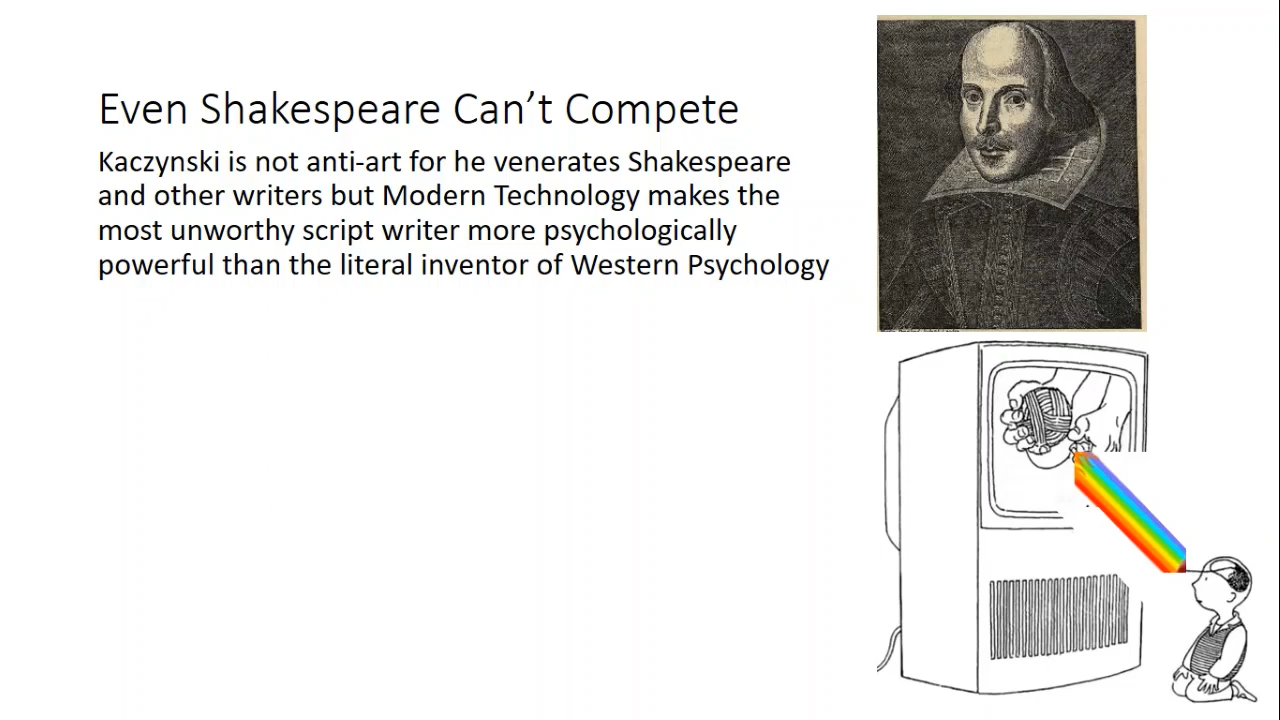 Even Shakespeare Can’t Compete
Kaczynski is not anti-art for he venerates Shakespeare
and other writers but Modern Technology makes the
most unworthy script writer more psychologically
powerful than the literal inventor of Western Psychology